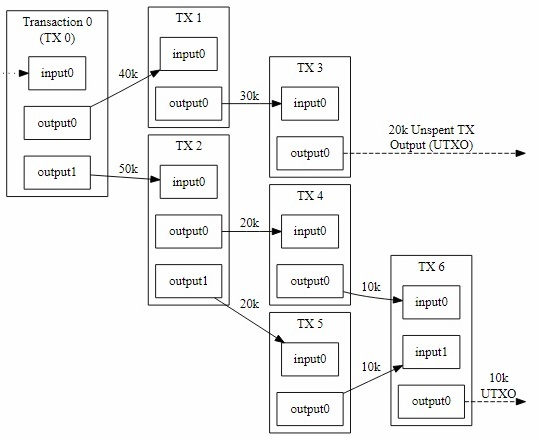 Transaction 0
(TX 0)
input0
output0
output1
40k
50k
TX 1
input0
output0
30k
TX 2
input0
output0
output1
20k
20k
TX 3
input0
output0
20k Unspent TX
Output (UTXO)
TX 4
input0
output0
10k
TX 5
input0
output0
10k
TX 6
input0
input1
output0
10k
UTXO